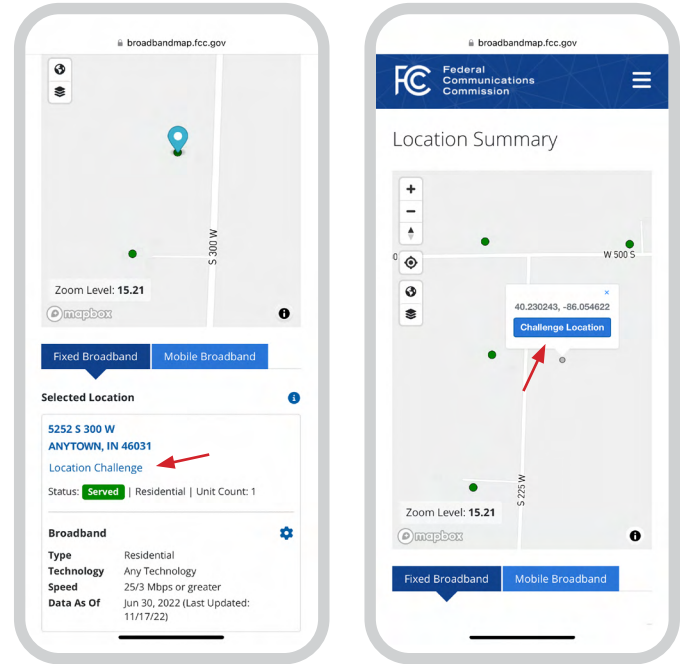 broadbandmap.fcc.gov
S 300 W
Zoom Level: 15.21
mapbox
Fixed Broadband
Mobile Broadband
Selected Location
5252 S 300 W
ANYTOWN, IN 46031
Location Challenge
Status: Served | Residential | Unit Count: 1
Broadband
Type Residential
Technology Any Technology
Speed 25/3 Mbps or greater
Data As Of Jun 30, 2022 (Last Updated:
11/17/22)
broadbandmap.fcc.gov
FC Federal
Communications
Commission
Location Summary
0
W 500 S
40.230243, -86.054622
Challenge Location
S 225 W
Zoom Level: 15.21
mapbox
Fixed Broadband
Mobile Broadband